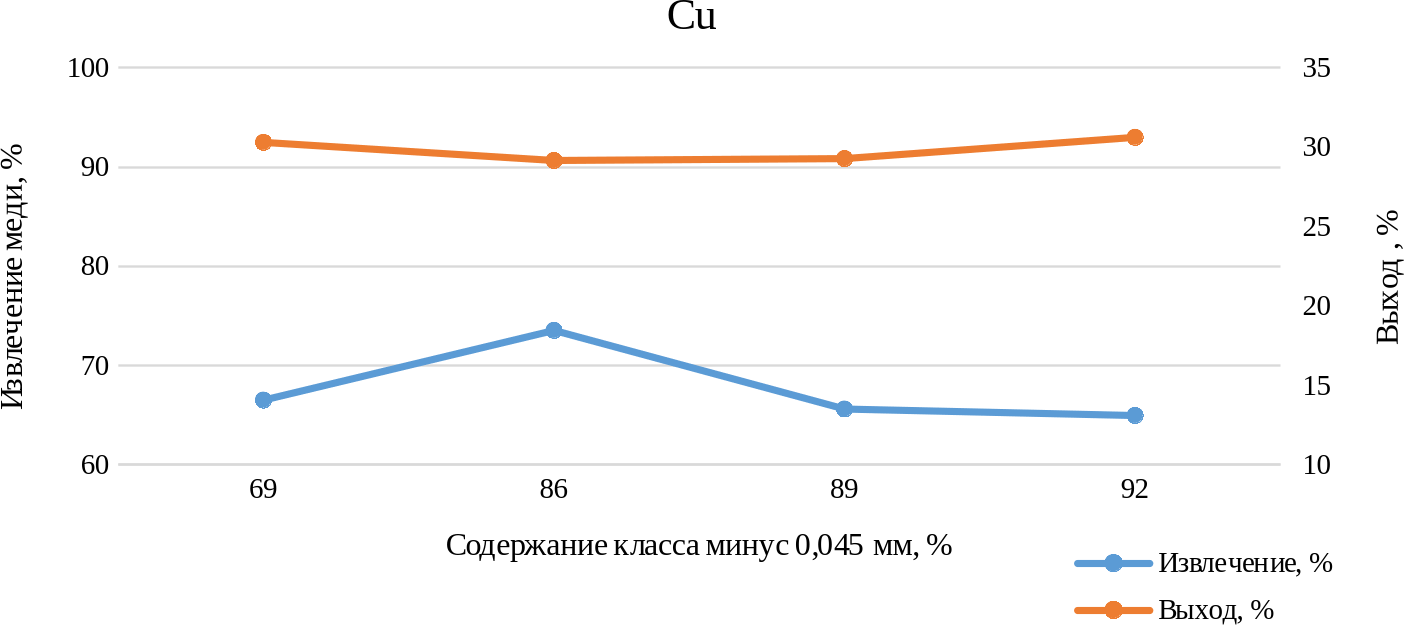 Cu
100
90
80
70
60
35
30
25
20
15
10
Извлечение меди, %
Выход , %
69 86 89 92
Содержание класса минус 0,045 мм, %
Извлечение, %
Выход, %